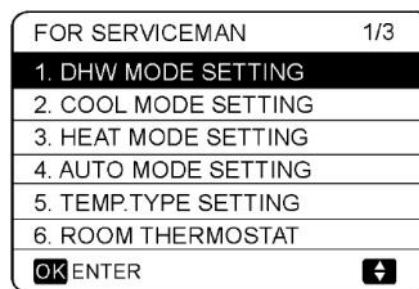 FOR SERVICEMAN 1/3
1. DHW MODE SETTING
2. COOL MODE SETTING
3. HEAT MODE SETTING
4. AUTO MODE SETTING
5. TEMP.TYPE SETTING
6. ROOM THERMOSTAT
OK ENTER